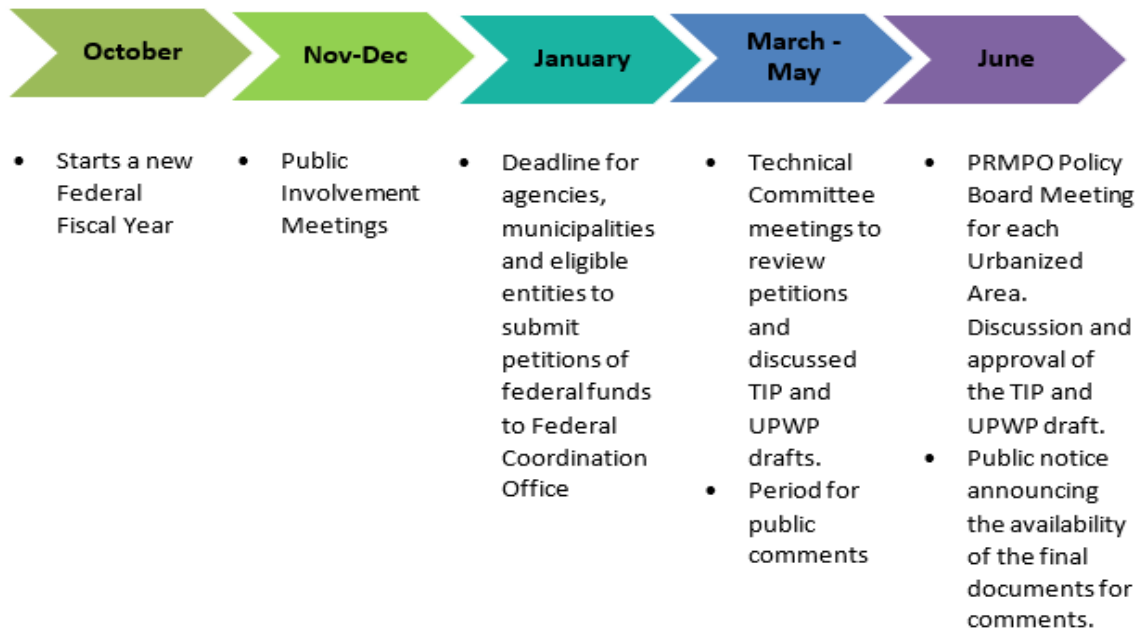 October
Nov-Dec
January
March -
May
June
• Starts a new
Federal
Fiscal Year
• Public
Involvement
Meetings
• Deadline for
agencies,
municipalities
and eligible
entities to
submit
petitions of
federal funds
to Federal
Coordination
Office
• Technical
Committee
meetings to
review
petitions
and
discussed
TIP and
UPWP
drafts.
• Period for
public
comments
• PRMPO Policy
Board Meeting
for each
Urbanized
Area.
Discussion and
approval of
the TIP and
UPWP draft.
• Public notice
announcing
the availability
of the final
documents for
comments.